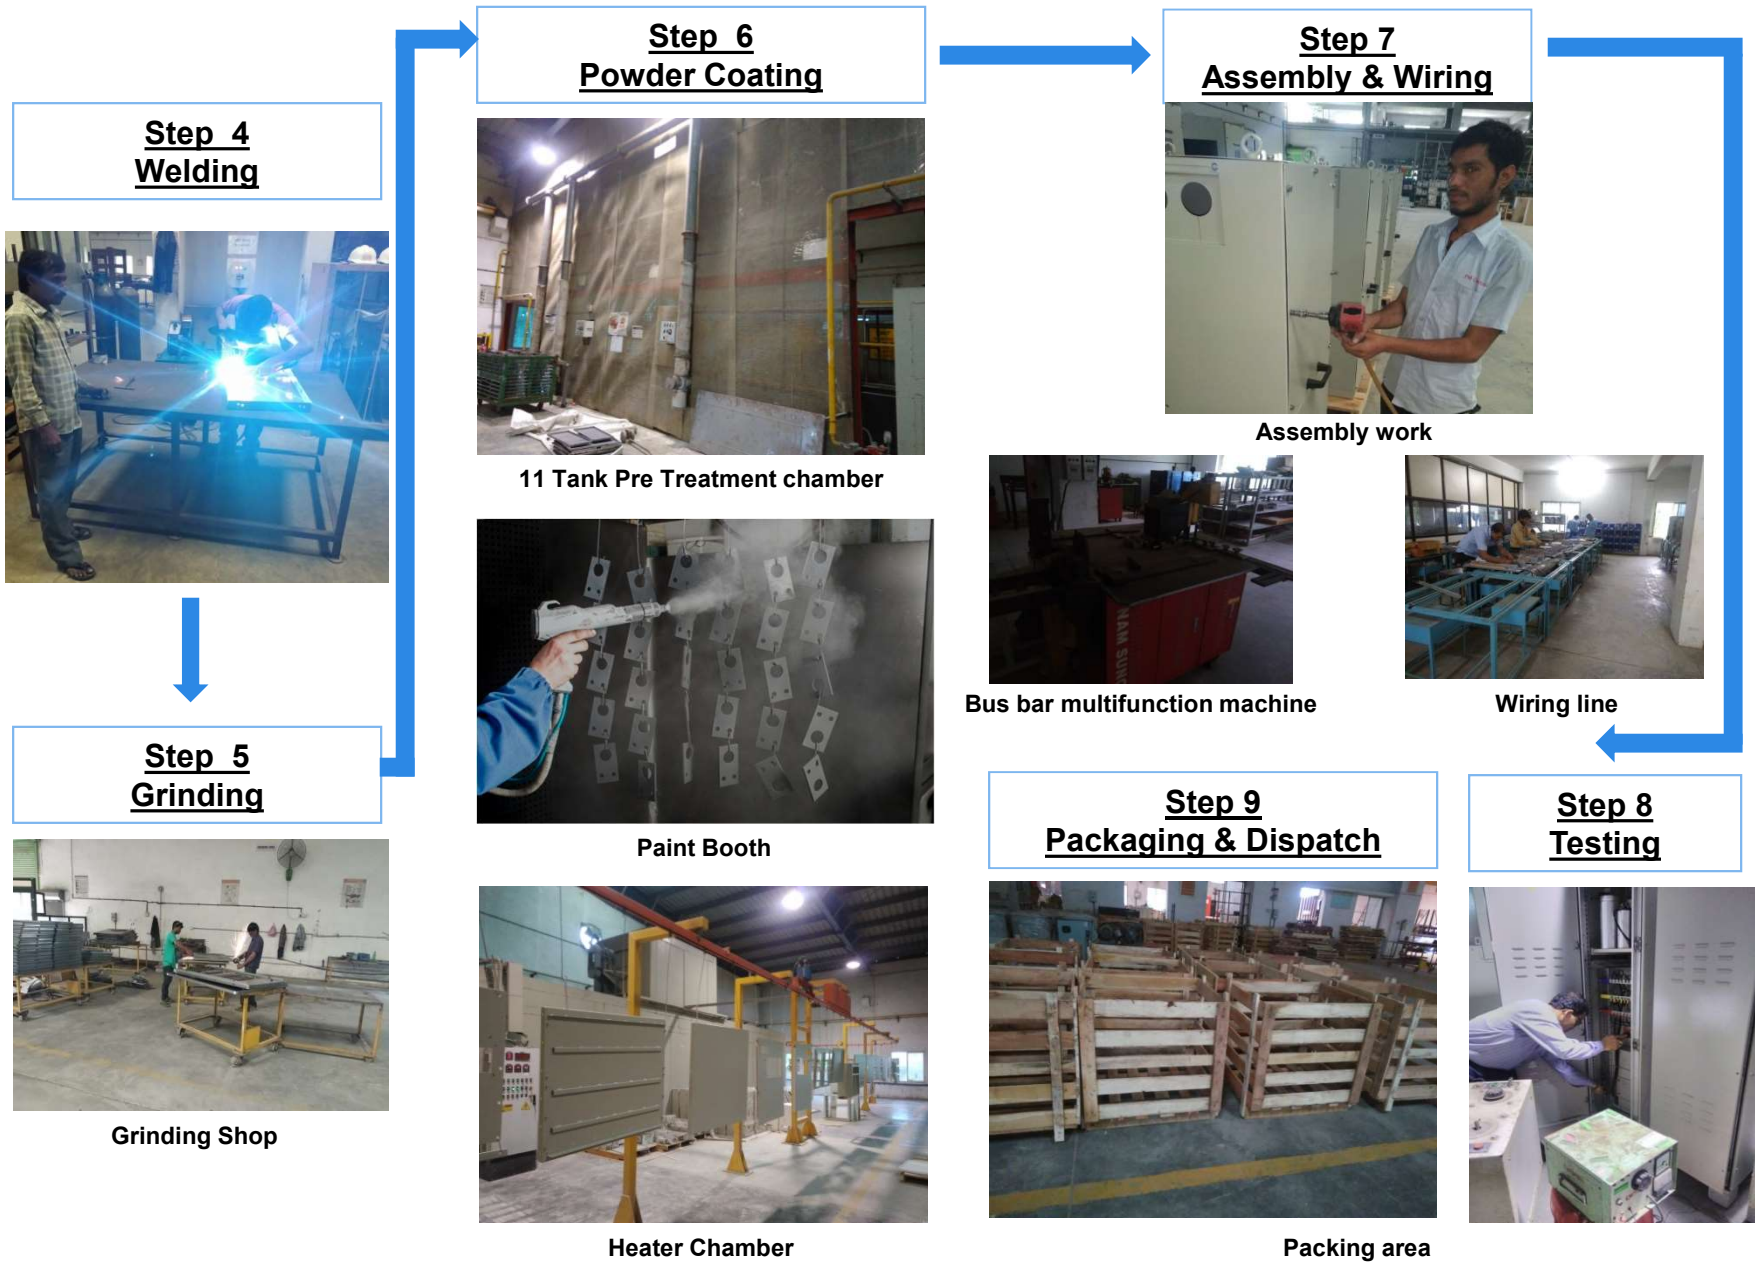 Step 4
Welding
Step 5
Grinding
Grinding Shop
Step 6
Powder Coating
11 Tank Pre Treatment chamber
Paint Booth
Heater Chamber
Step 7
Assembly & Wiring
Assembly work
NAM SUNG
Bus bar multifunction machine
Wiring line
Step 8
Testing
Step 9
Packaging & Dispatch
Packing area